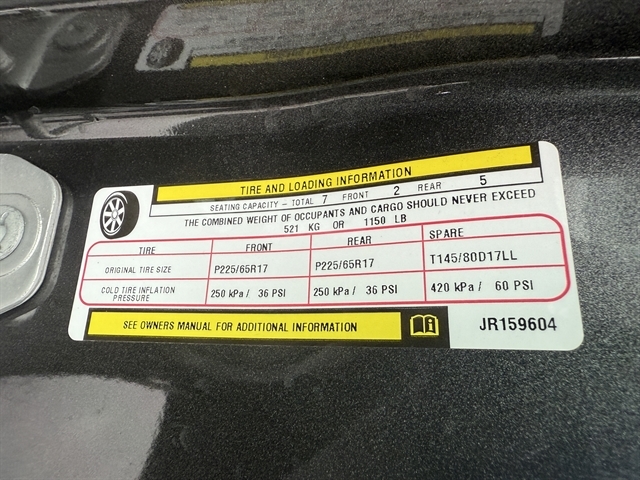 TIRE AND LOADING INFORMATION
SEATING CAPACITY - TOTAL 7 FRONT 2 REAR 5
THE COMBINED WEIGHT OF OCCUPANTS AND CARGO SHOULD NEVER EXCEED
521 KG OR 1150 LB
TIRE FRONT REAR SPARE
ORIGINAL TIRE SIZE P225/65R17 P225/65R17 T145/80D17LL
COLD TIRE INFLATION PRESSURE 250 kPa / 36 PSI 250 kPa / 36 PSI 420 kPa / 60 PSI
SEE OWNERS MANUAL FOR ADDITIONAL INFORMATION JR159604